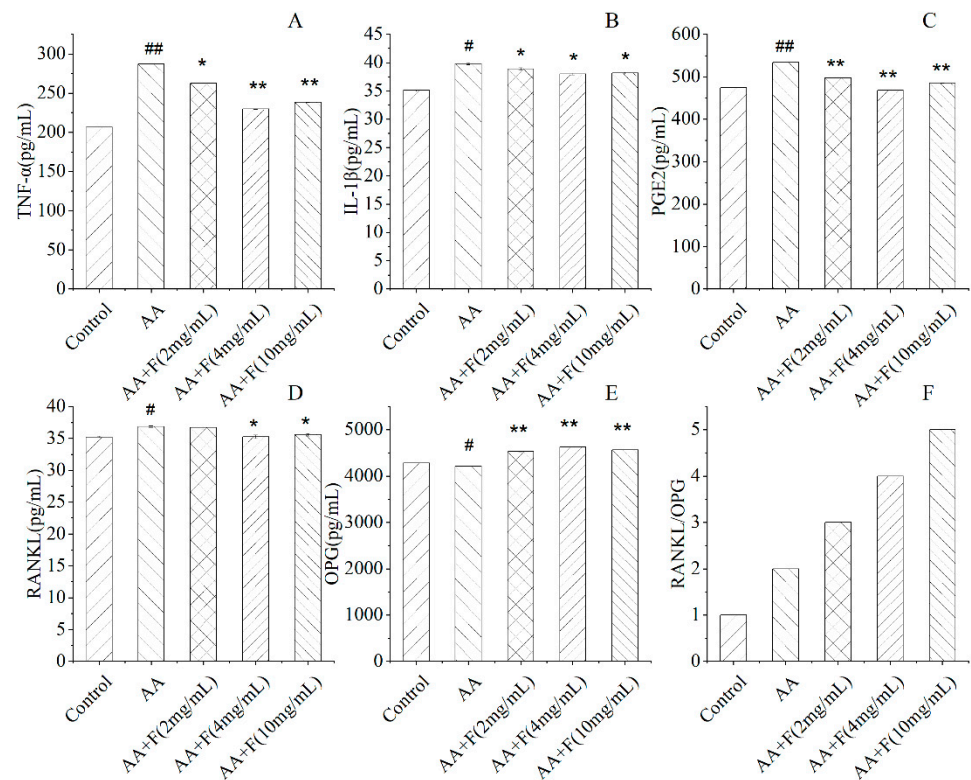 A
TNF-α(pg/mL)
300
250
200
150
100
50
0
##
*
**
**
Control
AA
AA+F(2mg/mL)
AA+F(4mg/mL)
AA+F(10mg/mL)
B
IL-1β(pg/mL)
45
40
35
30
25
20
15
10
5
0
#
*
*
*
Control
AA
AA+F(2mg/mL)
AA+F(4mg/mL)
AA+F(10mg/mL)
C
PGE2(pg/mL)
600
500
400
300
200
100
0
##
**
**
**
Control
AA
AA+F(2mg/mL)
AA+F(4mg/mL)
AA+F(10mg/mL)
D
RANKL(pg/mL)
40
35
30
25
20
15
10
5
0
#
*
*
Control
AA
AA+F(2mg/mL)
AA+F(4mg/mL)
AA+F(10mg/mL)
E
OPG(pg/mL)
5000
4000
3000
2000
1000
0
#
**
**
**
Control
AA
AA+F(2mg/mL)
AA+F(4mg/mL)
AA+F(10mg/mL)
F
RANKL/OPG
5
4
3
2
1
0
Control
AA
AA+F(2mg/mL)
AA+F(4mg/mL)
AA+F(10mg/mL)